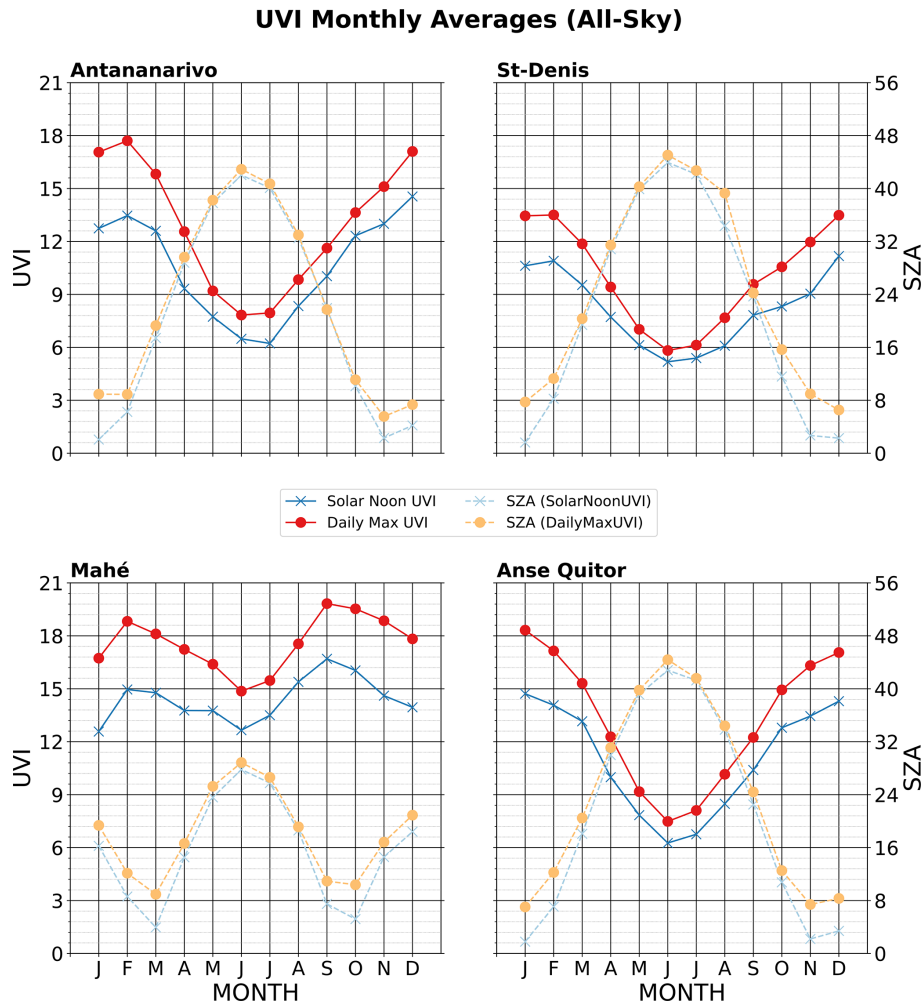 UVI Monthly Averages (All-Sky)
Antananarivo
St-Denis
21
18
15
12
9
6
3
0
UVI
56
48
40
32
24
16
8
0
SZA
Solar Noon UVI
Daily Max UVI
SZA (SolarNoonUVI)
SZA (DailyMaxUVI)
Mahé
Anse Quitor
21
18
15
12
9
6
3
0
UVI
56
48
40
32
24
16
8
0
SZA
J F M A M J J A S O N D
MONTH
J F M A M J J A S O N D
MONTH